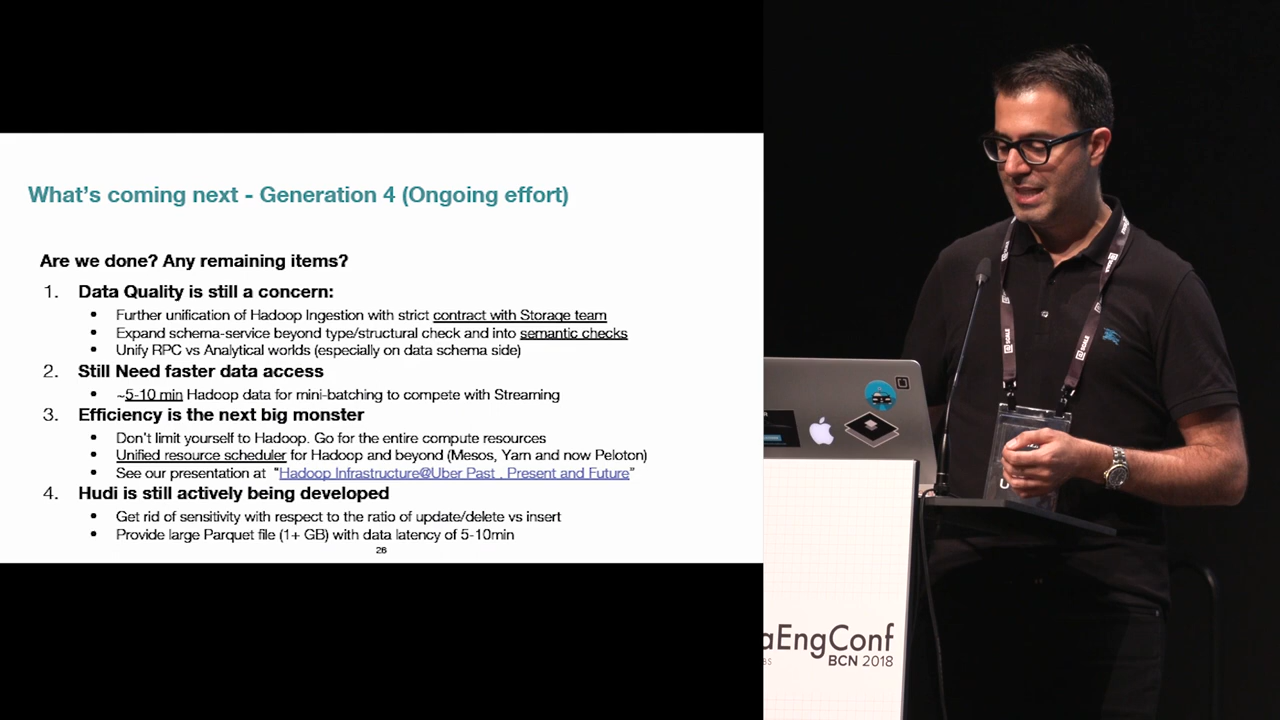 What's coming next - Generation 4 (Ongoing effort)
Are we done? Any remaining items?
1. Data Quality is still a concern:
• Further unification of Hadoop Ingestion with strict contract with Storage team
• Expand schema-service beyond type/structural check and into semantic checks
• Unify RPC vs Analytical worlds (especially on data schema side)
2. Still Need faster data access
• ~5-10 min Hadoop data for mini-batching to compete with Streaming
3. Efficiency is the next big monster
• Don't limit yourself to Hadoop. Go for the entire compute resources
• Unified resource scheduler for Hadoop and beyond (Mesos, Yarn and now Peloton)
• See our presentation at "Hadoop Infrastructure@Uber Past , Present and Future"
4. Hudi is still actively being developed
• Get rid of sensitivity with respect to the ratio of update/delete vs insert
• Provide large Parquet file (1+ GB) with data latency of 5-10min
26
aEngConf
BCN 2018